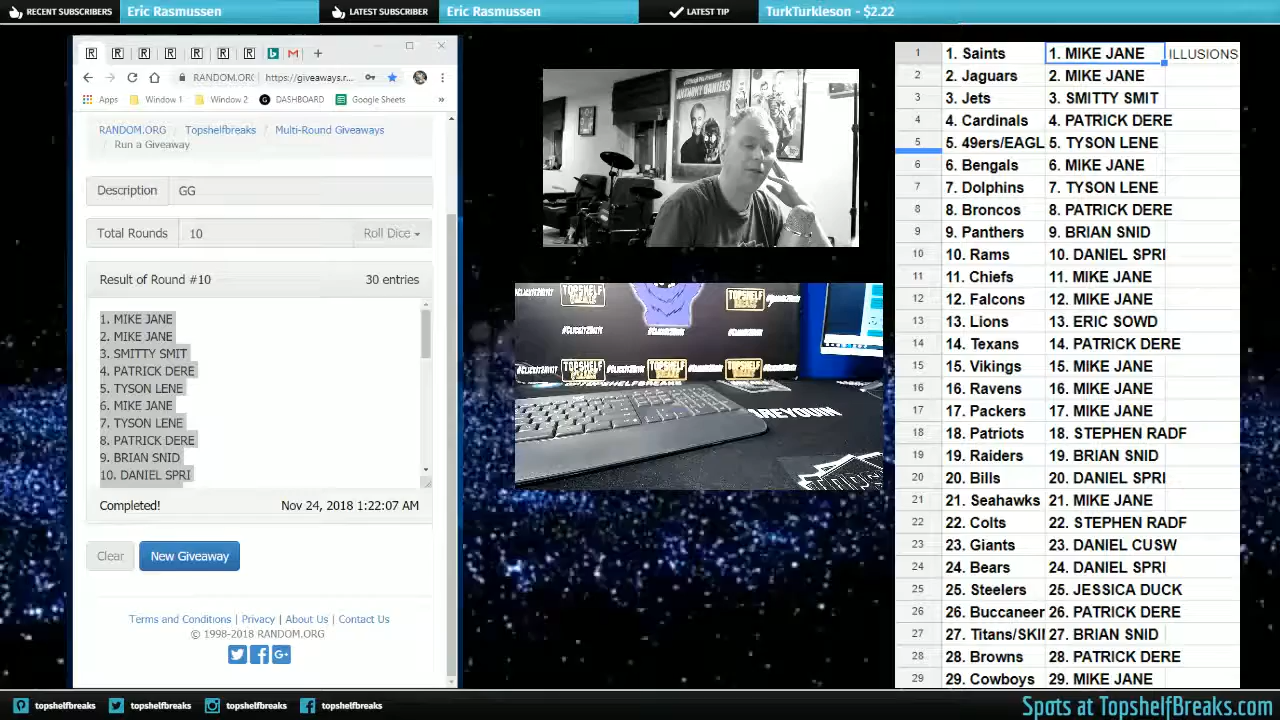 RECENT SUBSCRIBERS
Eric Rasmussen
LATEST SUBSCRIBER
Eric Rasmussen
LATEST TIP
TurkTurkleson - $2.22
RANDOM.ORG
https://giveaways.r...
Apps
Window 1
Window 2
DASHBOARD
Google Sheets
»
RANDOM.ORG / Topshelfbreaks / Multi-Round Giveaways
/ Run a Giveaway
Description GG
Total Rounds 10 Roll Dice
Result of Round #10 30 entries
1. MIKE JANE
2. MIKE JANE
3. SMITTY SMIT
4. PATRICK DERE
5. TYSON LENE
6. MIKE JANE
7. TYSON LENE
8. PATRICK DERE
9. BRIAN SNID
10. DANIEL SPRI
Completed! Nov 24, 2018 1:22:07 AM
Clear New Giveaway
Terms and Conditions | Privacy | About Us | Contact Us
© 1998-2018 RANDOM.ORG
ANTHONY DANIELS
TOPSHELF BREAKS
TOPSHELF BREAKS
TOPSHELF BREAKS
TOPSHELF BREAKS
TOPSHELF BREAKS
1 1. Saints 1. MIKE JANE ILLUSIONS
2 2. Jaguars 2. MIKE JANE
3 3. Jets 3. SMITTY SMIT
4 4. Cardinals 4. PATRICK DERE
5 5. 49ers/EAGL 5. TYSON LENE
6 6. Bengals 6. MIKE JANE
7 7. Dolphins 7. TYSON LENE
8 8. Broncos 8. PATRICK DERE
9 9. Panthers 9. BRIAN SNID
10 10. Rams 10. DANIEL SPRI
11 11. Chiefs 11. MIKE JANE
12 12. Falcons 12. MIKE JANE
13 13. Lions 13. ERIC SOWD
14 14. Texans 14. PATRICK DERE
15 15. Vikings 15. MIKE JANE
16 16. Ravens 16. MIKE JANE
17 17. Packers 17. MIKE JANE
18 18. Patriots 18. STEPHEN RADF
19 19. Raiders 19. BRIAN SNID
20 20. Bills 20. DANIEL SPRI
21 21. Seahawks 21. MIKE JANE
22 22. Colts 22. STEPHEN RADF
23 23. Giants 23. DANIEL CUSW
24 24. Bears 24. DANIEL SPRI
25 25. Steelers 25. JESSICA DUCK
26 26. Buccaneer 26. PATRICK DERE
27 27. Titans/SKI 27. BRIAN SNID
28 28. Browns 28. PATRICK DERE
29 29. Cowboys 29. MIKE JANE
topshelfbreaks
topshelfbreaks
topshelfbreaks
topshelfbreaks
Spots at TopshelfBreaks.com